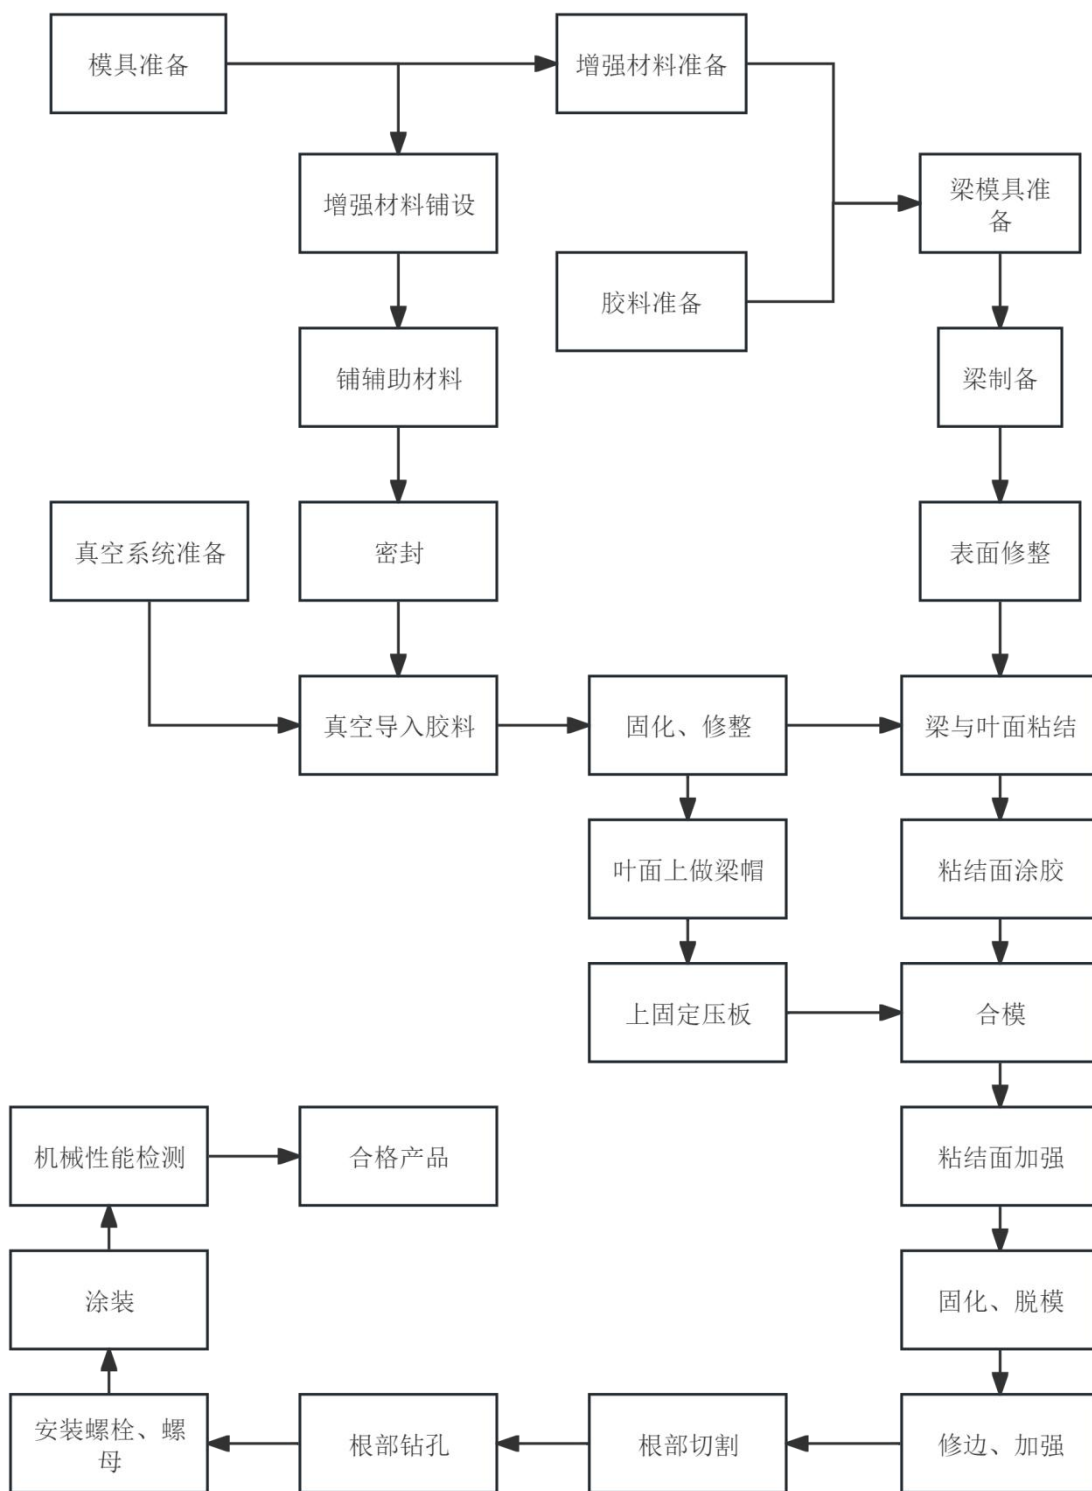 模具准备
增强材料准备
增强材料铺设
梁模具准
备
胶料准备
铺辅助材料
梁制备
真空系统准备
密封
表面修整
真空导入胶料
固化、修整
梁与叶面粘结
叶面上做梁帽
粘结面涂胶
上固定压板
合模
机械性能检测
合格产品
粘结面加强
涂装
固化、脱模
安装螺栓、螺
母
根部钻孔
根部切割
修边、加强